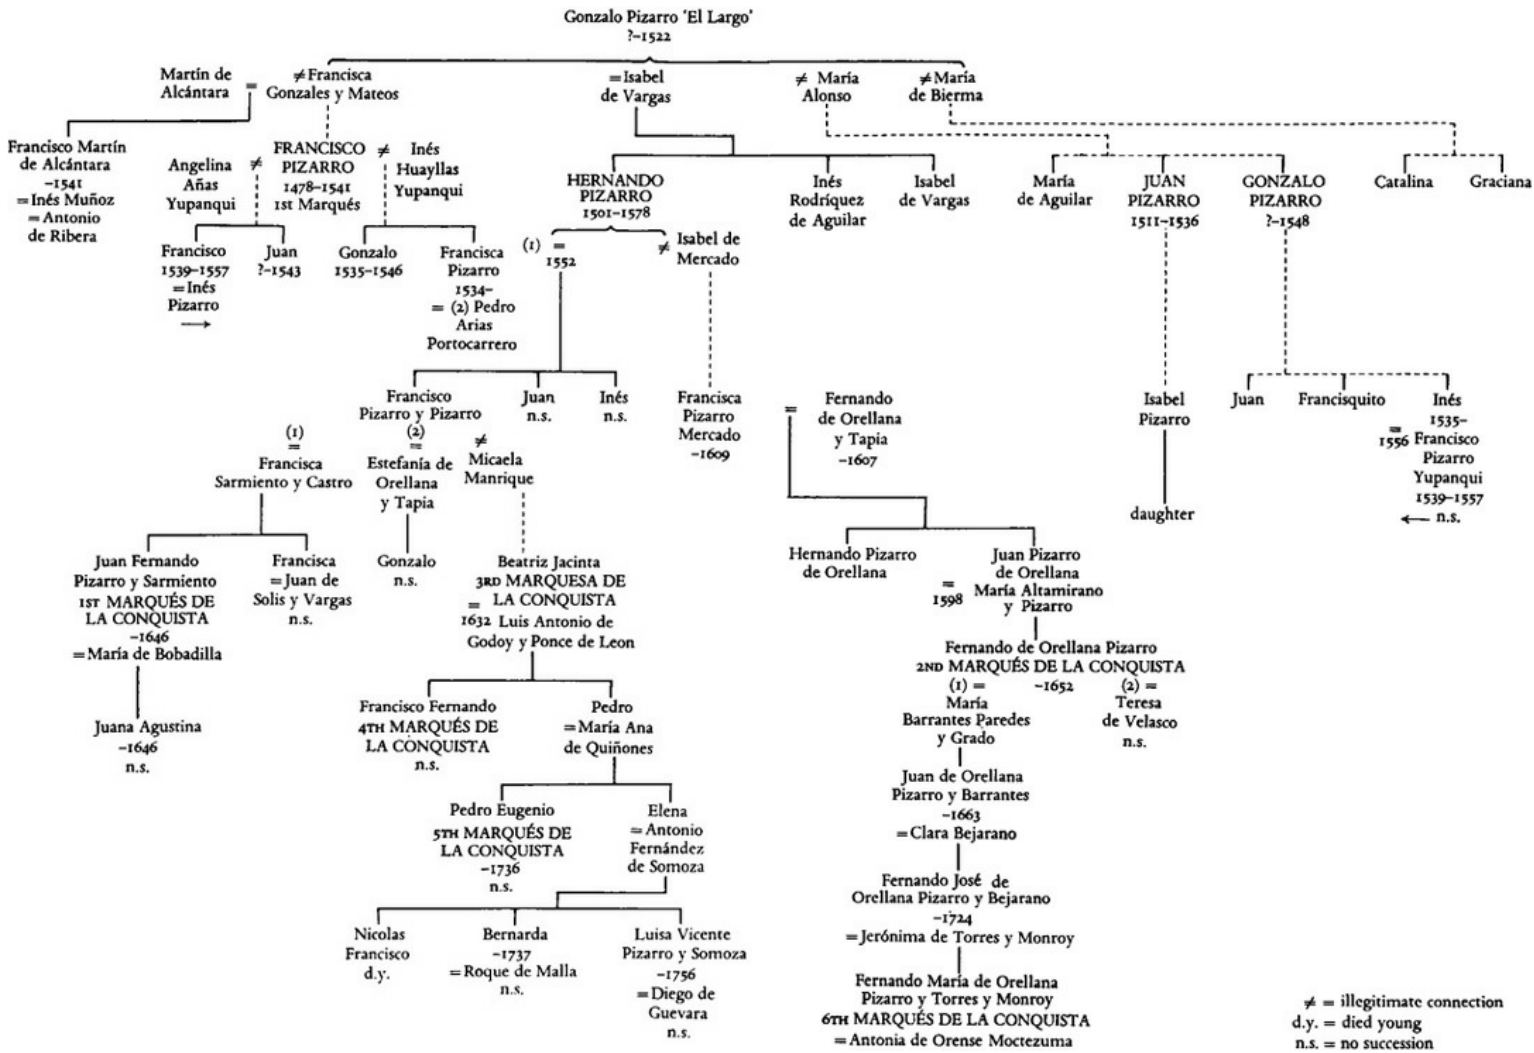 Gonzalo Pizarro 'El Largo'
?–1522
Martín de
Alcántara
=
≠Francisca
Gonzales y Mateos
=Isabel
de Vargas
≠ María
Alonso
≠María
de Bierma
Francisco Martín
de Alcántara
–1541
=Inés Muñoz
=Antonio
de Ribera
Angelina
Añas
Yupanqui
≠
FRANCISCO
PIZARRO
1478–1541
1st Marqués
≠
Inés
Huayllas
Yupanqui
HERNANDO
PIZARRO
1501–1578
Inés
Rodríquez
de Aguilar
Isabel
de Vargas
María
de Aguilar
JUAN
PIZARRO
1511–1536
GONZALO
PIZARRO
?–1548
Catalina
Graciana
Francisco
1539–1557
=Inés
Pizarro
→
Juan
?–1543
Gonzalo
1535–1546
Francisca
Pizarro
1534–
= (2) Pedro
Arias
Portocarrero
(1) =
1552
≠
Isabel de
Mercado
Francisco
Pizarro y Pizarro
Juan
n.s.
Inés
n.s.
Francisca
Pizarro
Mercado
–1609
=
Fernando
de Orellana
y Tapia
–1607
Isabel
Pizarro
Juan
Francisquito
Inés
1535–
=
1556 Francisco
Pizarro
Yupanqui
1539–1557
← n.s.
(1)
=
Francisca
Sarmiento y Castro
(2)
=
Estefanía de
Orellana
y Tapia
≠
Micaela
Manrique
daughter
Juan Fernando
Pizarro y Sarmiento
1ST MARQUÉS DE
LA CONQUISTA
–1646
=María de Bobadilla
Francisca
=Juan de
Solis y Vargas
n.s.
Gonzalo
n.s.
Beatriz Jacinta
3RD MARQUESA DE
LA CONQUISTA
=
1632 Luis Antonio de
Godoy y Ponce de Leon
Hernando Pizarro
de Orellana
Juan Pizarro
de Orellana
=
1598 María Altamirano
y Pizarro
Fernando de Orellana Pizarro
2ND MARQUÉS DE LA CONQUISTA
(1) = –1652 (2) =
María
Barrantes Paredes
y Grado
Teresa
de Velasco
n.s.
Juana Agustina
–1646
n.s.
Francisco Fernando
4TH MARQUÉS DE
LA CONQUISTA
n.s.
Pedro
=María Ana
de Quiñones
Juan de Orellana
Pizarro y Barrantes
–1663
=Clara Bejarano
Pedro Eugenio
5TH MARQUÉS DE
LA CONQUISTA
–1736
n.s.
Elena
=Antonio
Fernández
de Somoza
Fernando José de
Orellana Pizarro y Bejarano
–1724
=Jerónima de Torres y Monroy
Nicolas
Francisco
d.y.
Bernarda
–1737
=Roque de Malla
n.s.
Luisa Vicente
Pizarro y Somoza
–1756
=Diego de
Guevara
n.s.
Fernando María de Orellana
Pizarro y Torres y Monroy
6TH MARQUÉS DE LA CONQUISTA
=Antonia de Orense Moctezuma
≠ = illegitimate connection
d.y. = died young
n.s. = no succession